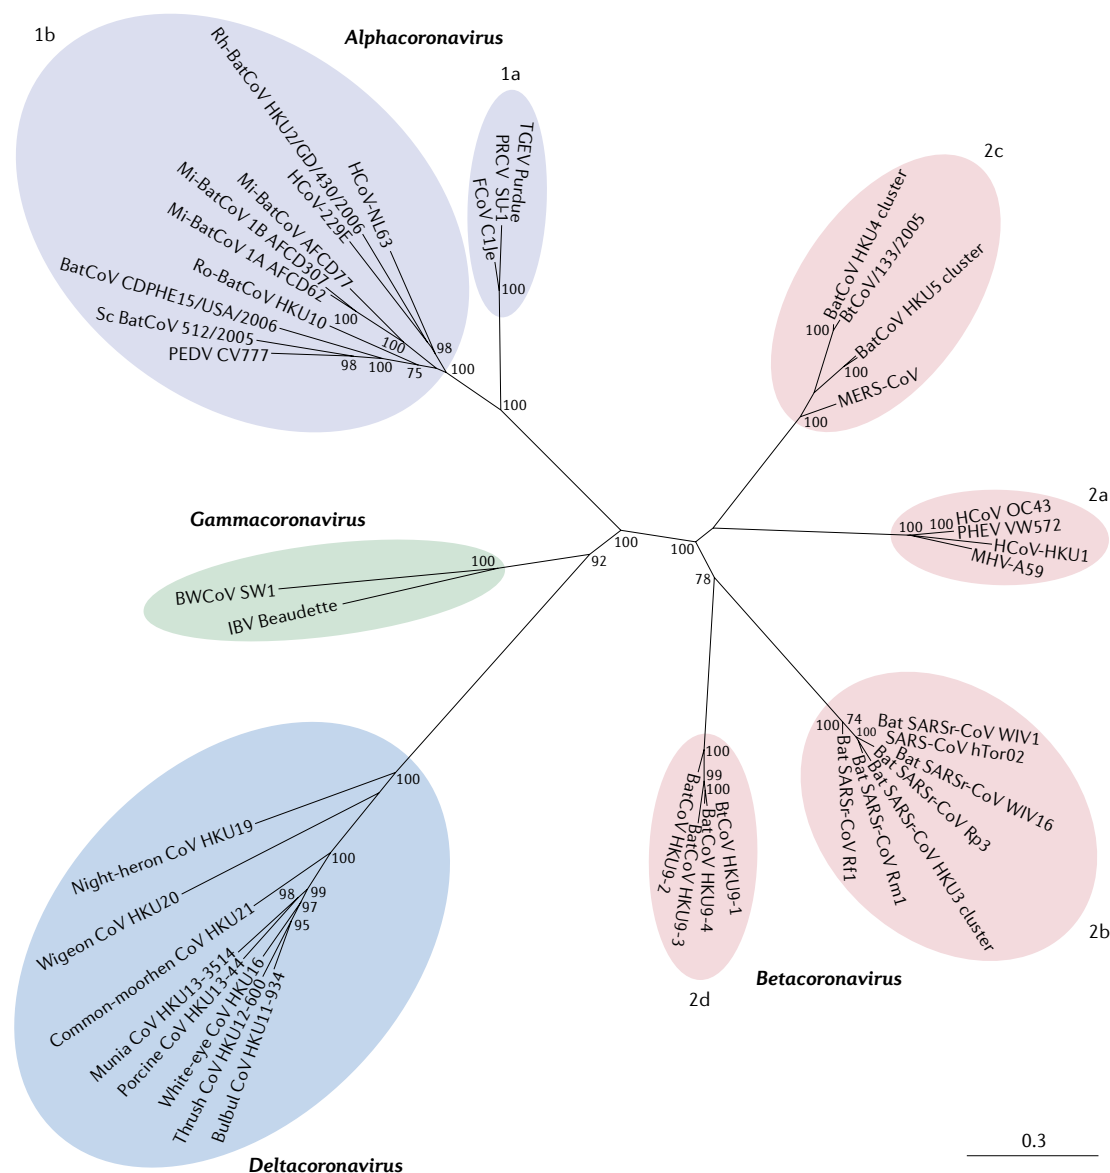 1b
Alphacoronavirus
1a
Rh-BatCoV HKU2/GD/430/2006
HCoV-NL63
HCoV-229E
Mi-BatCoV AFCD77
Mi-BatCoV 1B AFCD307
Mi-BatCoV 1A AFCD62
Ro-BatCoV HKU10
BatCoV CDPHE15/USA/2006
Sc BatCoV 512/2005
PEDV CV777
100
100
98
98
100
75
100
TGEV Purdue
PRCV SU-1
FCoV C1Je
100
100
2c
BatCoV HKU4 cluster
BtCoV/133/2005
BatCoV HKU5 cluster
MERS-CoV
100
100
100
2a
HCoV OC43
PHEV VW572
HCoV-HKU1
MHV-A59
100
100
Gammacoronavirus
100
BWCoV SW1
IBV Beaudette
100
92
100
78
100
74
100
Bat SARSr-CoV WIV1
SARS-CoV hTor02
Bat SARSr-CoV WIV16
Bat SARSr-CoV Rp3
Bat SARSr-CoV HKU3 cluster
Bat SARSr-CoV Rm1
Bat SARSr-CoV Rf1
2b
100
99
100
BtCoV HKU9-1
BatCoV HKU9-4
BatCoV HKU9-3
BatCoV HKU9-2
2d
Betacoronavirus
100
Night-heron CoV HKU19
Wigeon CoV HKU20
100
Common-moorhen CoV HKU21
98
99
97
95
Munia CoV HKU13-3514
Porcine CoV HKU13-44
White-eye CoV HKU16
Thrush CoV HKU12-600
Bulbul CoV HKU11-934
Deltacoronavirus
0.3